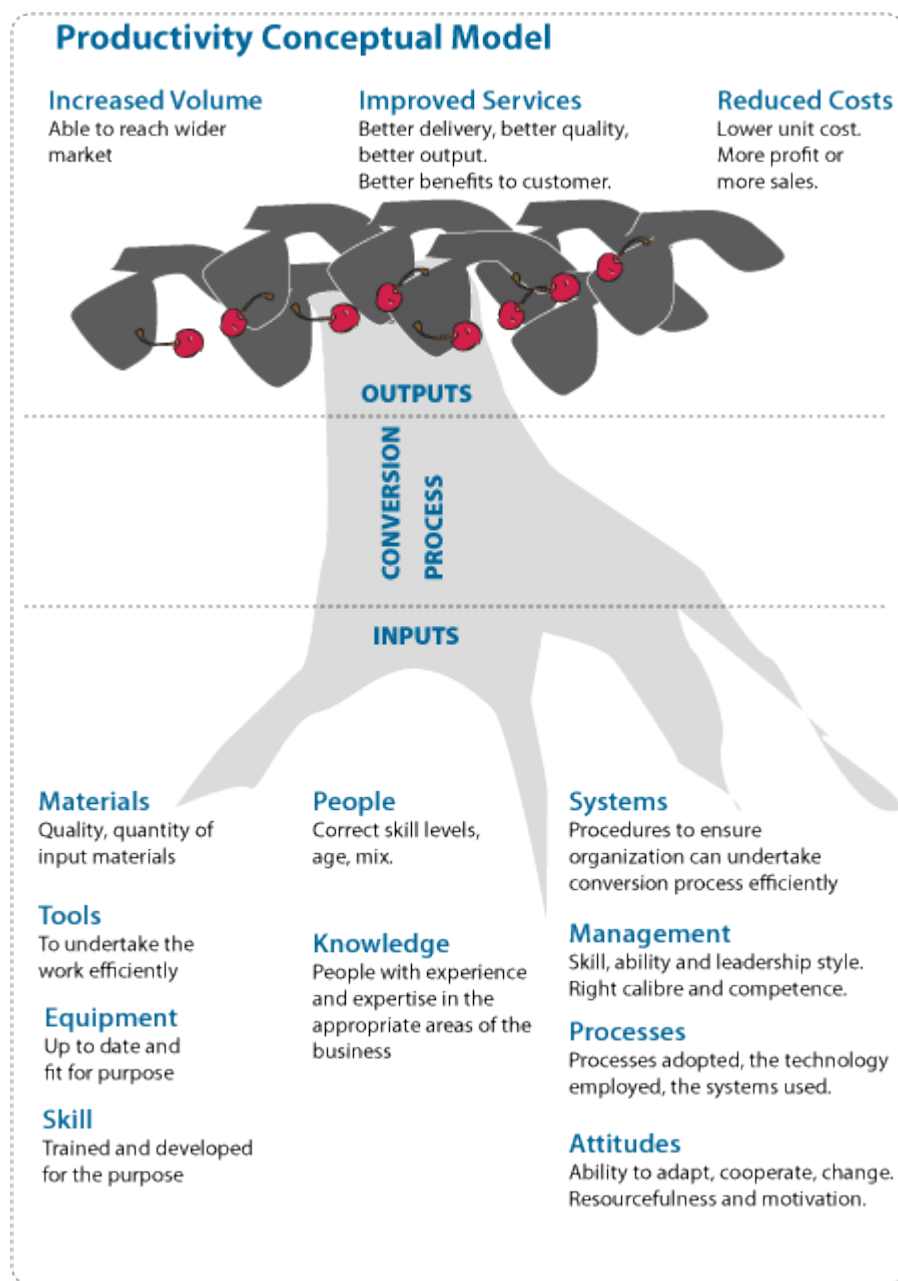 Productivity Conceptual Model
Increased Volume
Able to reach wider
market
Improved Services
Better delivery, better quality,
better output.
Better benefits to customer.
Reduced Costs
Lower unit cost.
More profit or
more sales.
OUTPUTS
CONVERSION
PROCESS
INPUTS
Materials
Quality, quantity of
input materials
Tools
To undertake the
work efficiently
Equipment
Up to date and
fit for purpose
Skill
Trained and developed
for the purpose
People
Correct skill levels,
age, mix.
Knowledge
People with experience
and expertise in the
appropriate areas of the
business
Systems
Procedures to ensure
organization can undertake
conversion process efficiently
Management
Skill, ability and leadership style.
Right calibre and competence.
Processes
Processes adopted, the technology
employed, the systems used.
Attitudes
Ability to adapt, cooperate, change.
Resourcefulness and motivation.